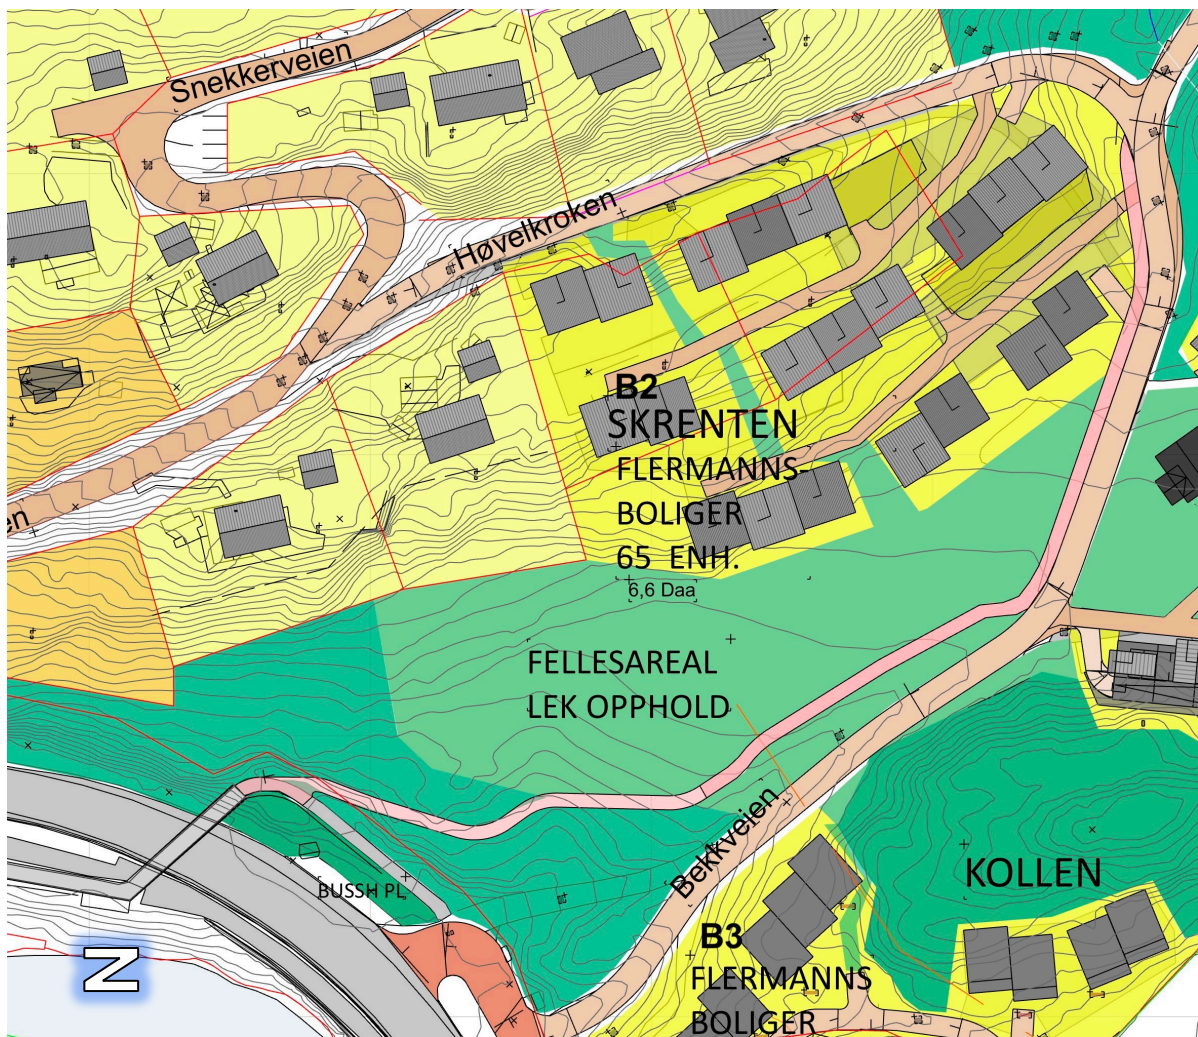 Snekkerveien
Høvelkroken
en
B2
SKRENTEN
FLERMANNS-
BOLIGER
65 ENH.
6,6 Daa
FELLESAREAL
LEK OPPHOLD
Bekkveien
KOLLEN
BUSSH PL
B3
FLERMANNS
BOLIGER
N